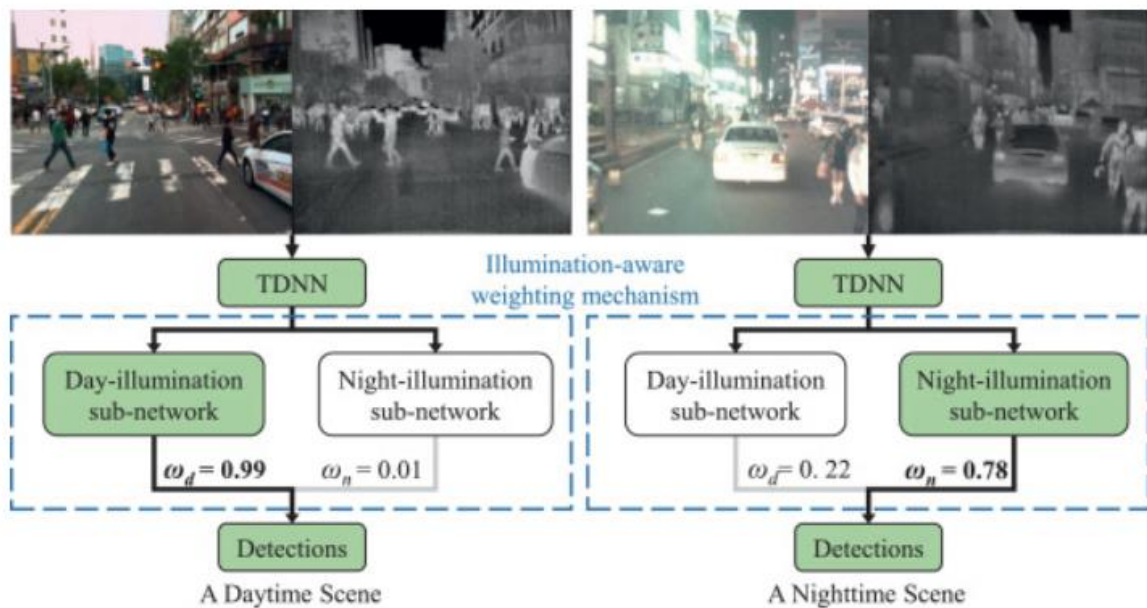 TDNN
Illumination-aware
weighting mechanism
TDNN
Day-illumination
sub-network
Night-illumination
sub-network
Day-illumination
sub-network
Night-illumination
sub-network
ω_d = 0.99
ω_n = 0.01
ω_d = 0. 22
ω_n = 0.78
Detections
Detections
A Daytime Scene
A Nighttime Scene